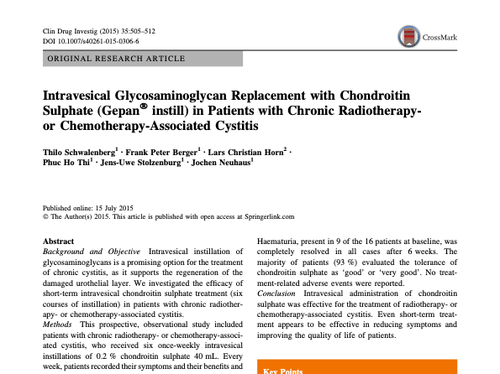 Clin Drug Investig (2015) 35:505–512
DOI 10.1007/s40261-015-0306-6
CrossMark
ORIGINAL RESEARCH ARTICLE
Intravesical Glycosaminoglycan Replacement with Chondroitin
Sulphate (Gepan® instill) in Patients with Chronic Radiotherapy-
or Chemotherapy-Associated Cystitis
Thilo Schwalenberg1 · Frank Peter Berger1 · Lars Christian Horn2 ·
Phuc Ho Thi1 · Jens-Uwe Stolzenburg1 · Jochen Neuhaus1
Published online: 15 July 2015
© The Author(s) 2015. This article is published with open access at Springerlink.com
Abstract
Background and Objective Intravesical instillation of
glycosaminoglycans is a promising option for the treatment
of chronic cystitis, as it supports the regeneration of the
damaged urothelial layer. We investigated the efficacy of
short-term intravesical chondroitin sulphate treatment (six
courses of instillation) in patients with chronic radiother-
apy- or chemotherapy-associated cystitis.
Methods This prospective, observational study included
patients with chronic radiotherapy- or chemotherapy-associ-
ated cystitis, who received six once-weekly intravesical
instillations of 0.2 % chondroitin sulphate 40 mL. Every
week, patients recorded their symptoms and their benefits and
Haematuria, present in 9 of the 16 patients at baseline, was
completely resolved in all cases after 6 weeks. The
majority of patients (93 %) evaluated the tolerance of
chondroitin sulphate as ‘good’ or ‘very good’. No treat-
ment-related adverse events were reported.
Conclusion Intravesical administration of chondroitin
sulphate was effective for the treatment of radiotherapy- or
chemotherapy-associated cystitis. Even short-term treat-
ment appears to be effective in reducing symptoms and
improving the quality of life of patients.
Key Points